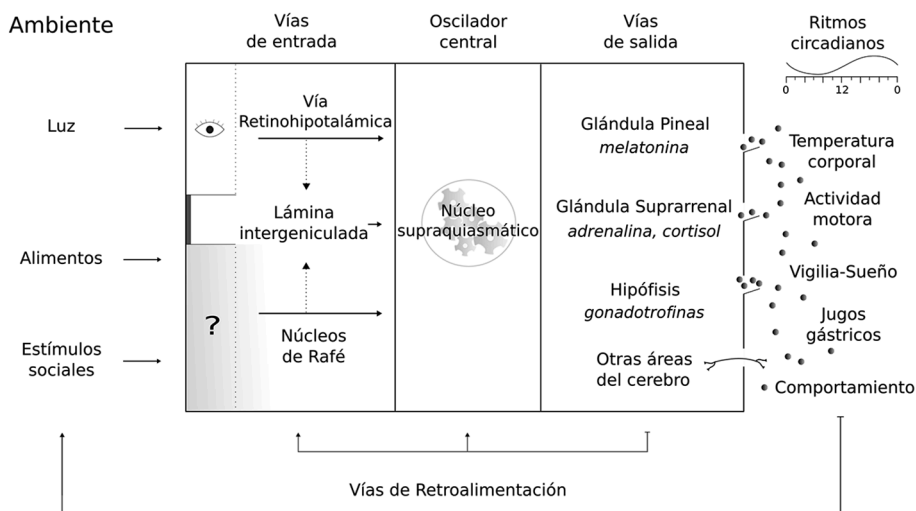 Ambiente
Vías
de entrada
Oscilador
central
Vías
de salida
Ritmos
circadianos
0 12 0
Luz
Alimentos
Estímulos
sociales
?
Vía
Retinohipotalámica
Lámina
intergeniculada
Núcleos
de Rafé
Núcleo
supraquiasmático
Glándula Pineal
melatonina
Glándula Suprarrenal
adrenalina, cortisol
Hipófisis
gonadotrofinas
Otras áreas
del cerebro
Temperatura
corporal
Actividad
motora
Vigilia-Sueño
Jugos
gástricos
Comportamiento
Vías de Retroalimentación